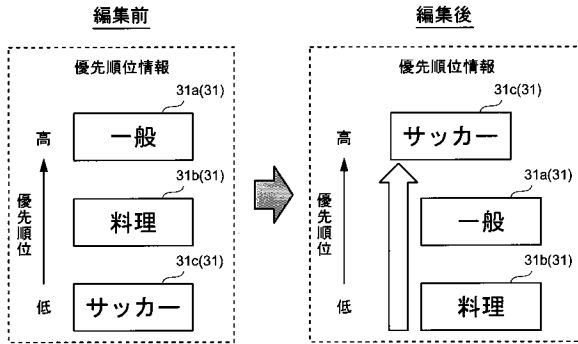 編集前
優先順位情報
31a(31)
高
一般
31b(31)
優先順位
料理
31c(31)
低
サッカー
編集後
優先順位情報
31c(31)
高
サッカー
31a(31)
優先順位
一般
31b(31)
低
料理